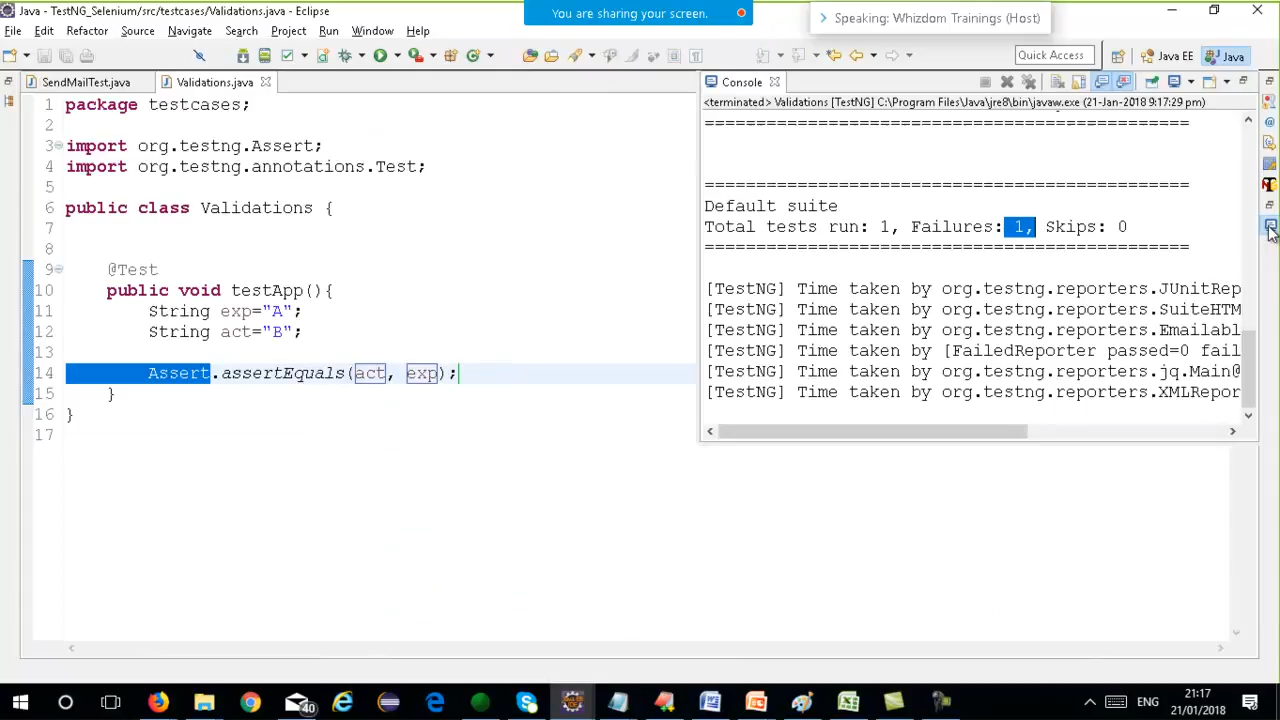 Java - TestNG_Selenium/src/testcases/Validations.java - Eclipse
You are sharing your screen.
Speaking: Whizdom Trainings (Host)
File Edit Refactor Source Navigate Search Project Run Window Help
Quick Access
Java EE
Java
SendMailTest.java
Validations.java
Console
<terminated> Validations [TestNG] C:\Program Files\Java\jre8\bin\javaw.exe (21-Jan-2018 9:17:29 pm)
1 package testcases;
2
3 import org.testng.Assert;
4 import org.testng.annotations.Test;
5
6 public class Validations {
7
8
9 @Test
10 public void testApp(){
11 String exp="A";
12 String act="B";
13
14 Assert.assertEquals(act, exp);
15 }
16 }
17
===============================================
===============================================
Default suite
Total tests run: 1, Failures: 1, Skips: 0
===============================================
[TestNG] Time taken by org.testng.reporters.JUnitRep
[TestNG] Time taken by org.testng.reporters.SuiteHTM
[TestNG] Time taken by org.testng.reporters.Emailabl
[TestNG] Time taken by [FailedReporter passed=0 fail
[TestNG] Time taken by org.testng.reporters.jq.Main@
[TestNG] Time taken by org.testng.reporters.XMLRepor
40
ENG
21:17
21/01/2018